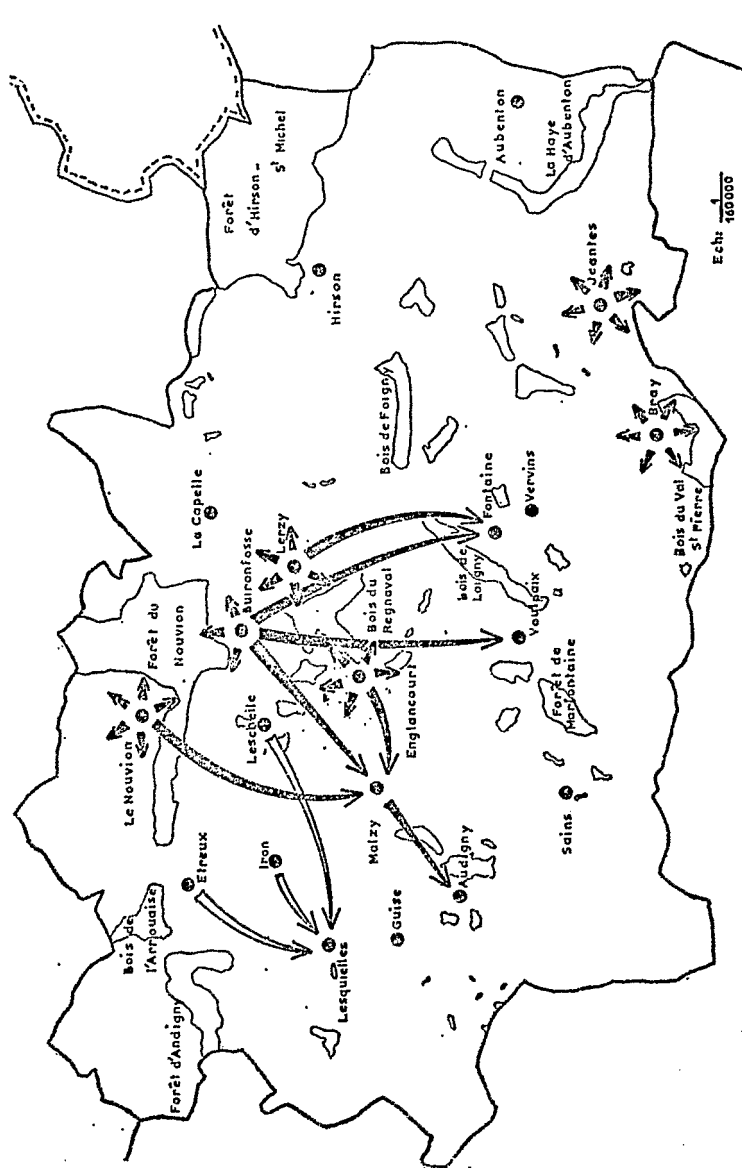 Forêt d'Andigny
Bois de
l'Arrouaise
Etreux
Iron
Lesquielles
Guise
Le Nouvion
Forêt du
Nouvion
Leschelle
Malzy
Audigny
Sains
Buironfosse
Lerzy
La Capelle
Bois du
Regnaval
Englancourt
Forêt de
Marfontaine
Voulpaix
Bois de
Fontaine
Vervins
Bois de Foigny
Hirson
Forêt
d'Hirson-
St Michel
Aubenton
La Haye
d'Aubenton
Jeantes
Bray
Bois du Val
St Pierre
Ech: 1/160000